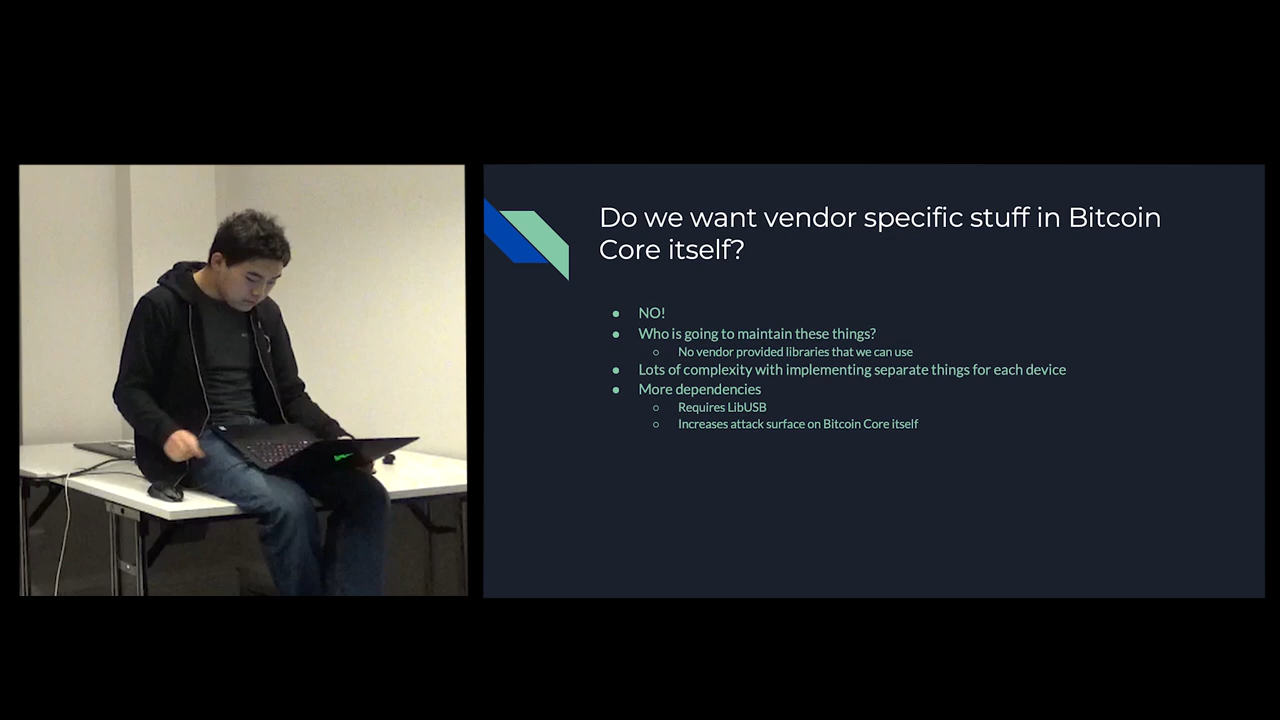 Do we want vendor specific stuff in Bitcoin
Core itself?
● NO!
● Who is going to maintain these things?
○ No vendor provided libraries that we can use
● Lots of complexity with implementing separate things for each device
● More dependencies
○ Requires LibUSB
○ Increases attack surface on Bitcoin Core itself